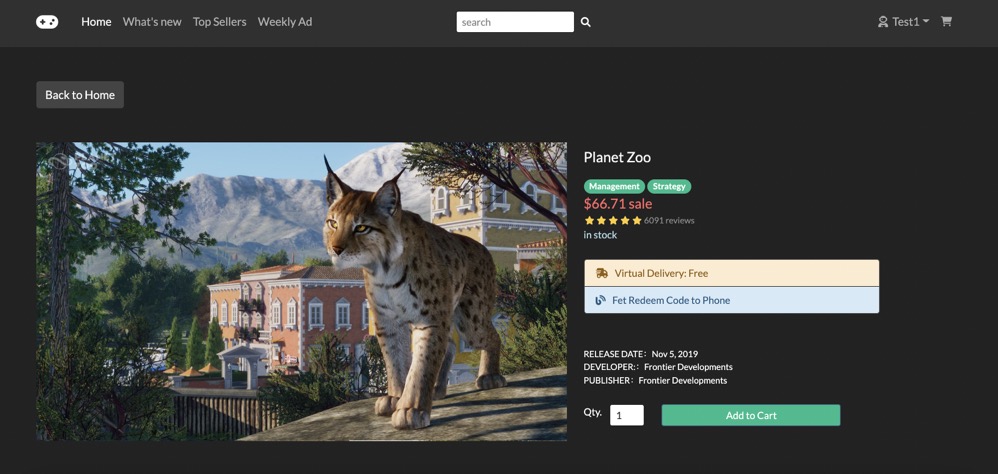 Home What's new Top Sellers Weekly Ad search Test1
Back to Home
Planet Zoo
Management Strategy
$66.71 sale
6091 reviews
in stock
Virtual Delivery: Free
Fet Redeem Code to Phone
RELEASE DATE： Nov 5, 2019
DEVELOPER:： Frontier Developments
PUBLISHER： Frontier Developments
Qty. 1 Add to Cart